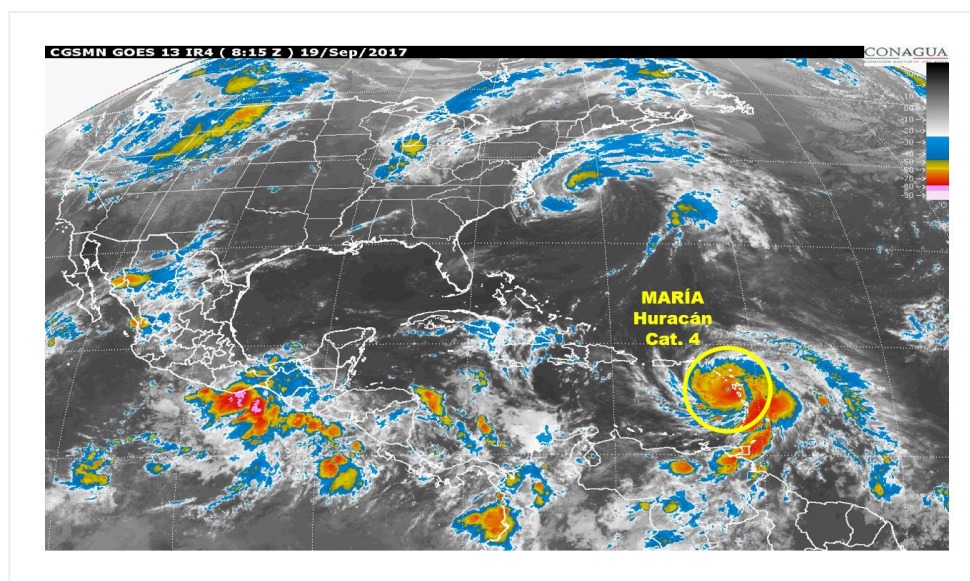 CGSMN GOES 13 IR4 ( 8:15 Z ) 19/Sep/2017
CONAGUA
MARÍA
Huracán
Cat. 4